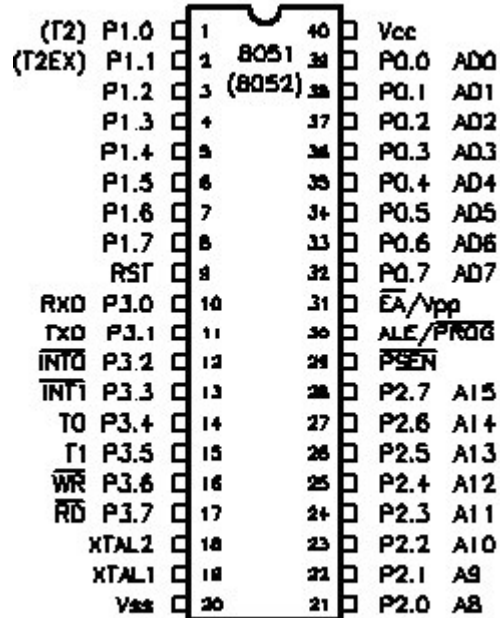 (T2) P1.0 1 40 Vcc
(T2EX) P1.1 2 8051 39 P0.0 AD0
P1.2 3 (8052) 38 P0.1 AD1
P1.3 4 37 P0.2 AD2
P1.4 5 36 P0.3 AD3
P1.5 6 35 P0.4 AD4
P1.6 7 34 P0.5 AD5
P1.7 8 33 P0.6 AD6
RST 9 32 P0.7 AD7
RXD P3.0 10 31 EA/Vpp
TXD P3.1 11 30 ALE/PROG
INT0 P3.2 12 29 PSEN
INT1 P3.3 13 28 P2.7 A15
T0 P3.4 14 27 P2.6 A14
T1 P3.5 15 26 P2.5 A13
WR P3.6 16 25 P2.4 A12
RD P3.7 17 24 P2.3 A11
XTAL2 18 23 P2.2 A10
XTAL1 19 22 P2.1 A9
Vss 20 21 P2.0 A8